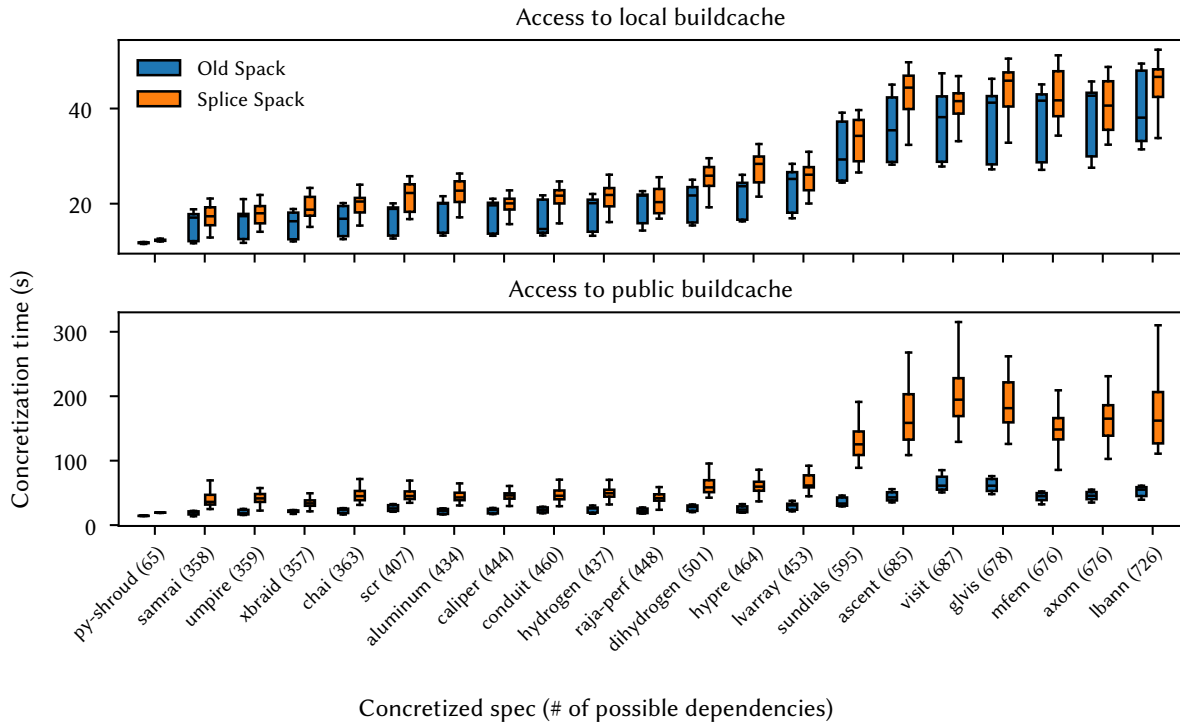 Access to local buildcache
Old Spack
Splice Spack
40
20
Access to public buildcache
300
200
100
0
Concretization time (s)
py-shroud (65)
samrai (358)
umpire (359)
xbraid (357)
chai (363)
scr (407)
aluminum (434)
caliper (444)
conduit (460)
hydrogen (437)
raja-perf (448)
dihydrogen (501)
hypre (464)
lvarray (453)
sundials (595)
ascent (685)
visit (687)
glvis (678)
mfem (676)
axom (676)
lbann (726)
Concretized spec (# of possible dependencies)